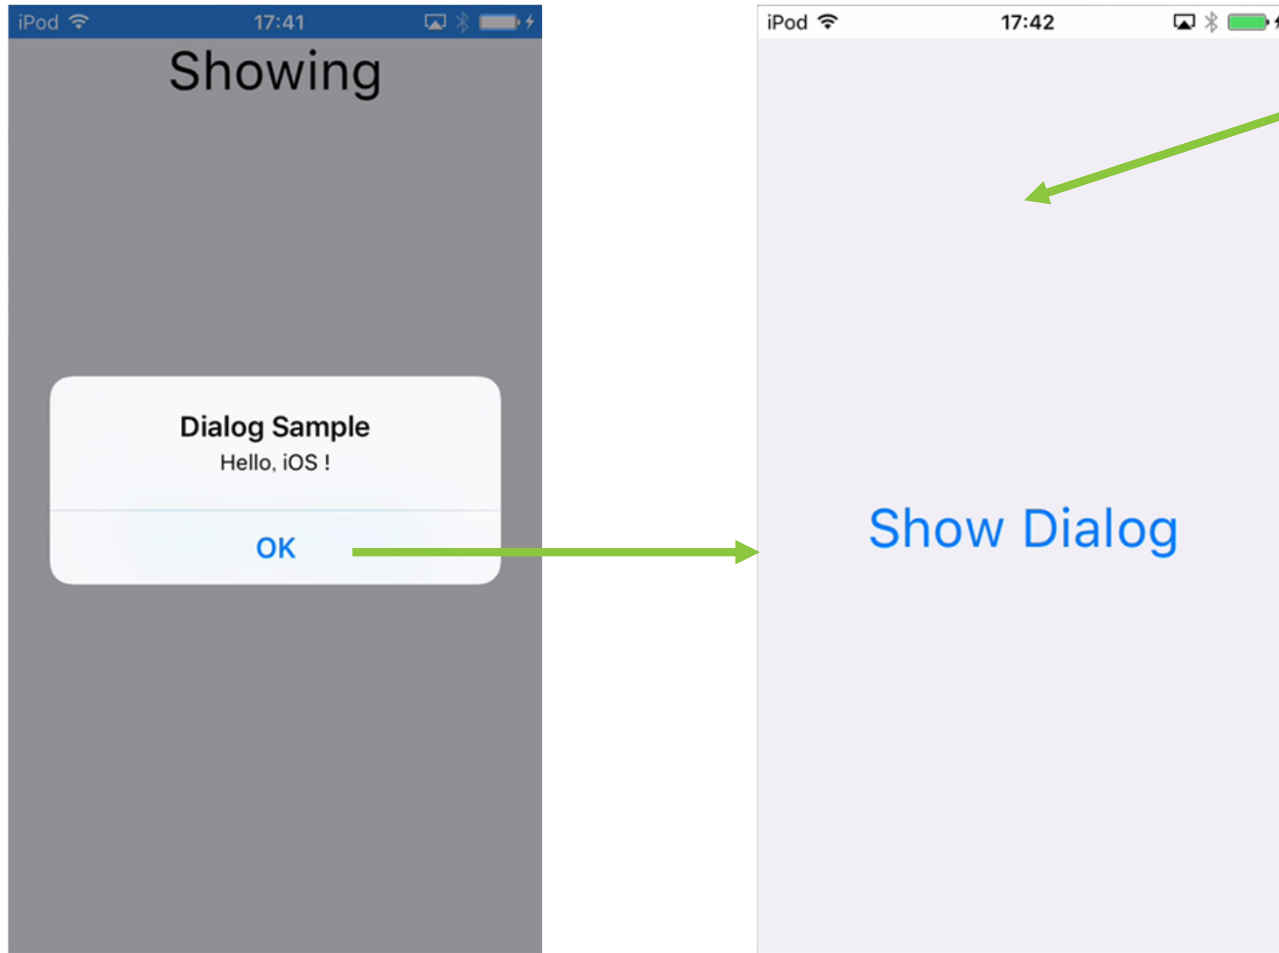 iPod 17:41
Showing
Dialog Sample
Hello, iOS !
OK
iPod 17:42
Show Dialog